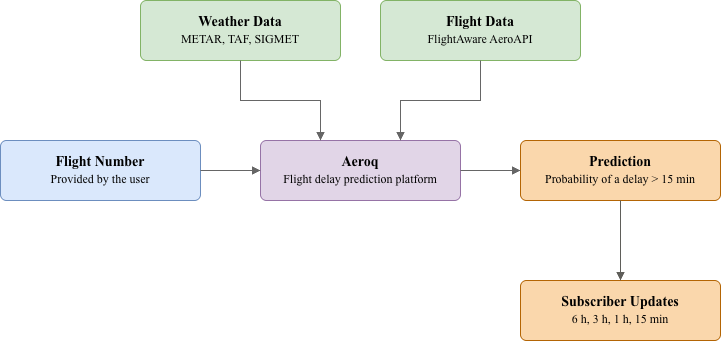 Weather Data
METAR, TAF, SIGMET
Flight Data
FlightAware AeroAPI
Flight Number
Provided by the user
Aeroq
Flight delay prediction platform
Prediction
Probability of a delay > 15 min
Subscriber Updates
6 h, 3 h, 1 h, 15 min